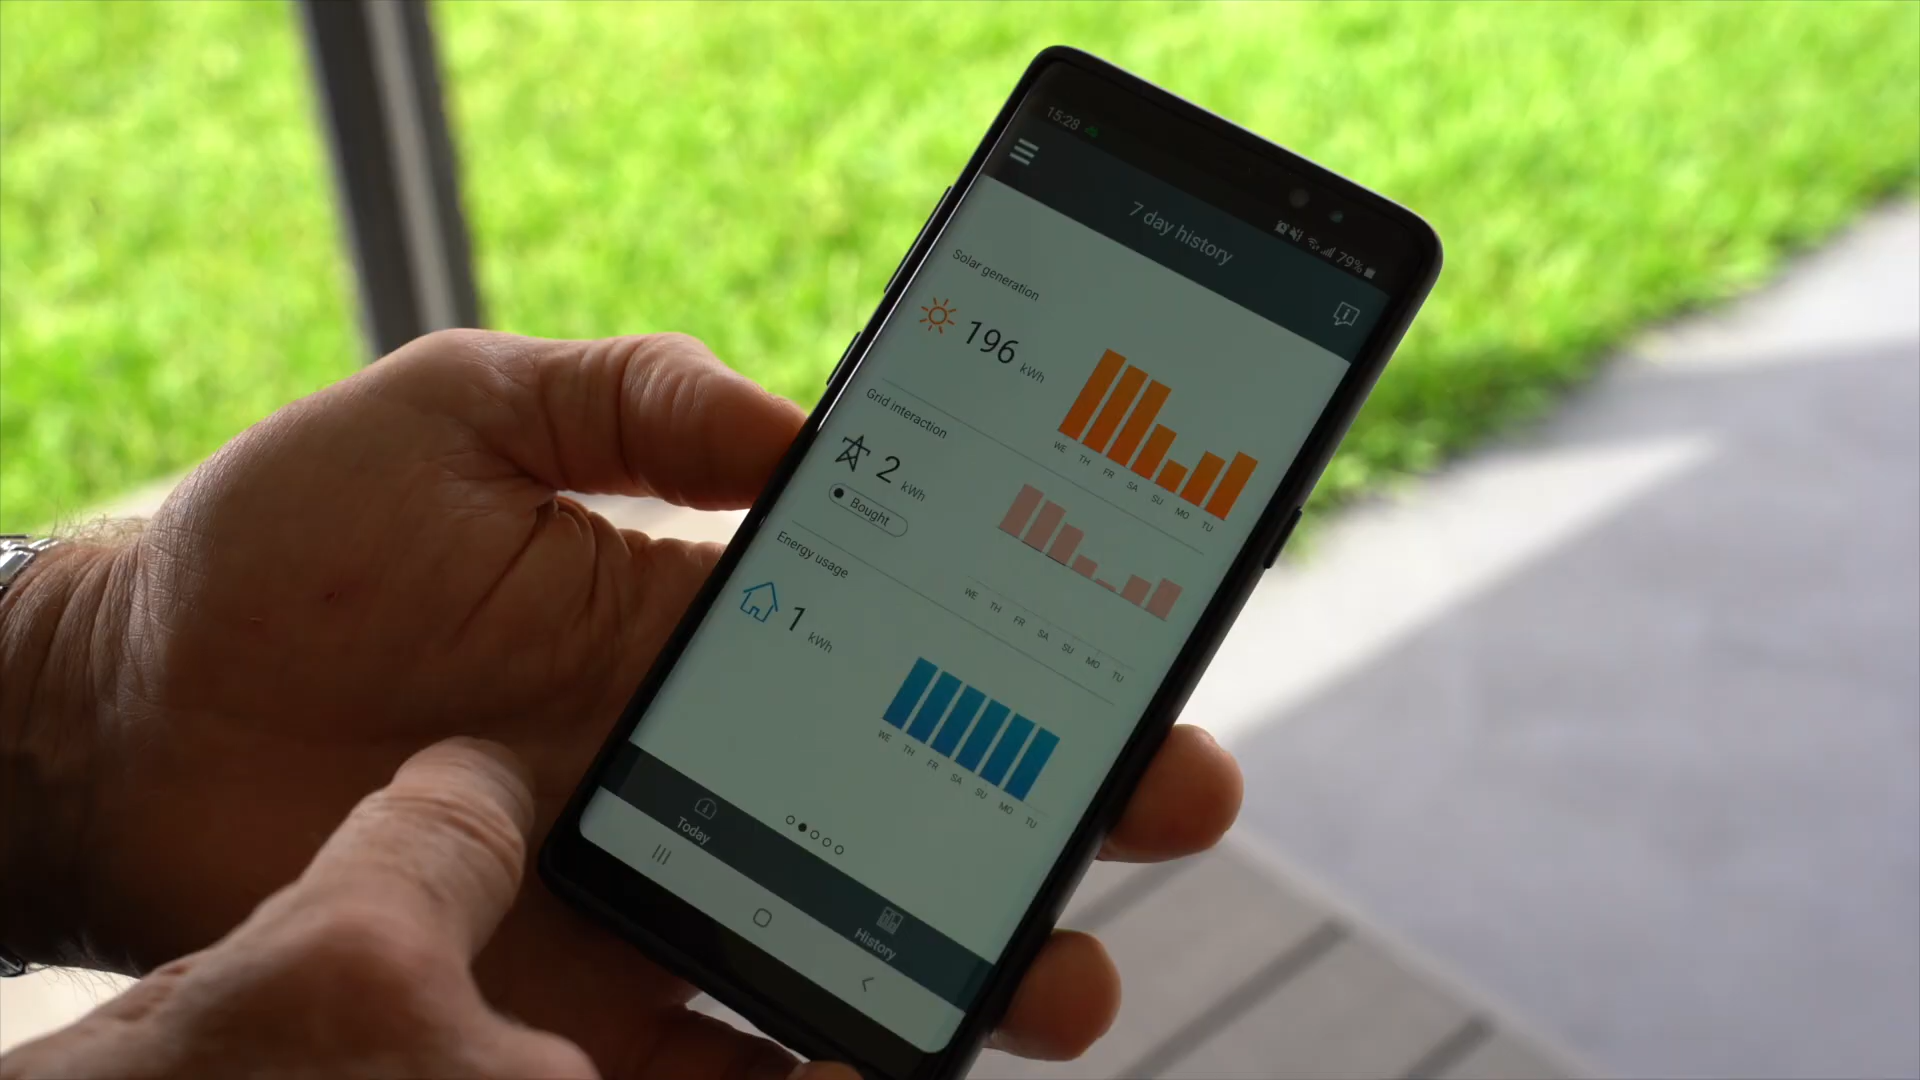 15:28
79%
7 day history
Solar generation
196 kWh
WE TH FR SA SU MO TU
Grid interaction
2 kWh
Bought
WE TH FR SA SU MO TU
Energy usage
1 kWh
WE TH FR SA SU MO TU
Today
History